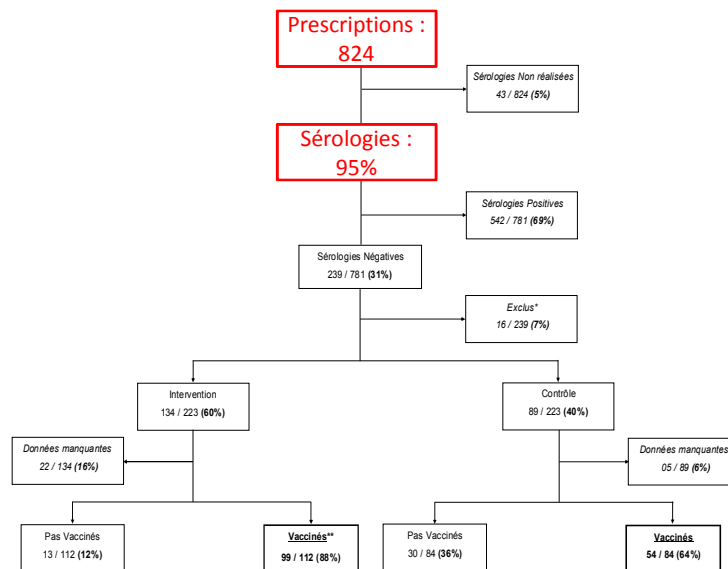 Prescriptions :
824
Sérologies Non réalisées
43 / 824 (5%)
Sérologies :
95%
Sérologies Positives
542 / 781 (69%)
Sérologies Négatives
239 / 781 (31%)
Exclus*
16 / 239 (7%)
Intervention
134 / 223 (60%)
Contrôle
89 / 223 (40%)
Données manquantes
22 / 134 (16%)
Données manquantes
05 / 89 (6%)
Pas Vaccinés
13 / 112 (12%)
Vaccinés**
99 / 112 (88%)
Pas Vaccinés
30 / 84 (36%)
Vaccinés
54 / 84 (64%)